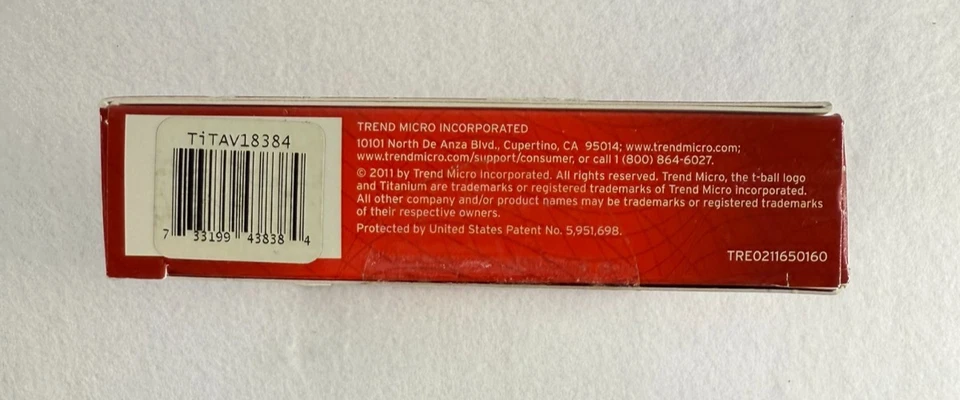 TiTAV18384
7 33199 43838 4
TREND MICRO INCORPORATED
10101 North De Anza Blvd., Cupertino, CA 95014; www.trendmicro.com;
www.trendmicro.com/support/consumer, or call 1 (800) 864-6027.
© 2011 by Trend Micro Incorporated. All rights reserved. Trend Micro, the t-ball logo
and Titanium are trademarks or registered trademarks of Trend Micro Incorporated.
All other company and/or product names may be trademarks or registered trademarks
of their respective owners.
Protected by United States Patent No. 5,951,698.
TRE0211650160